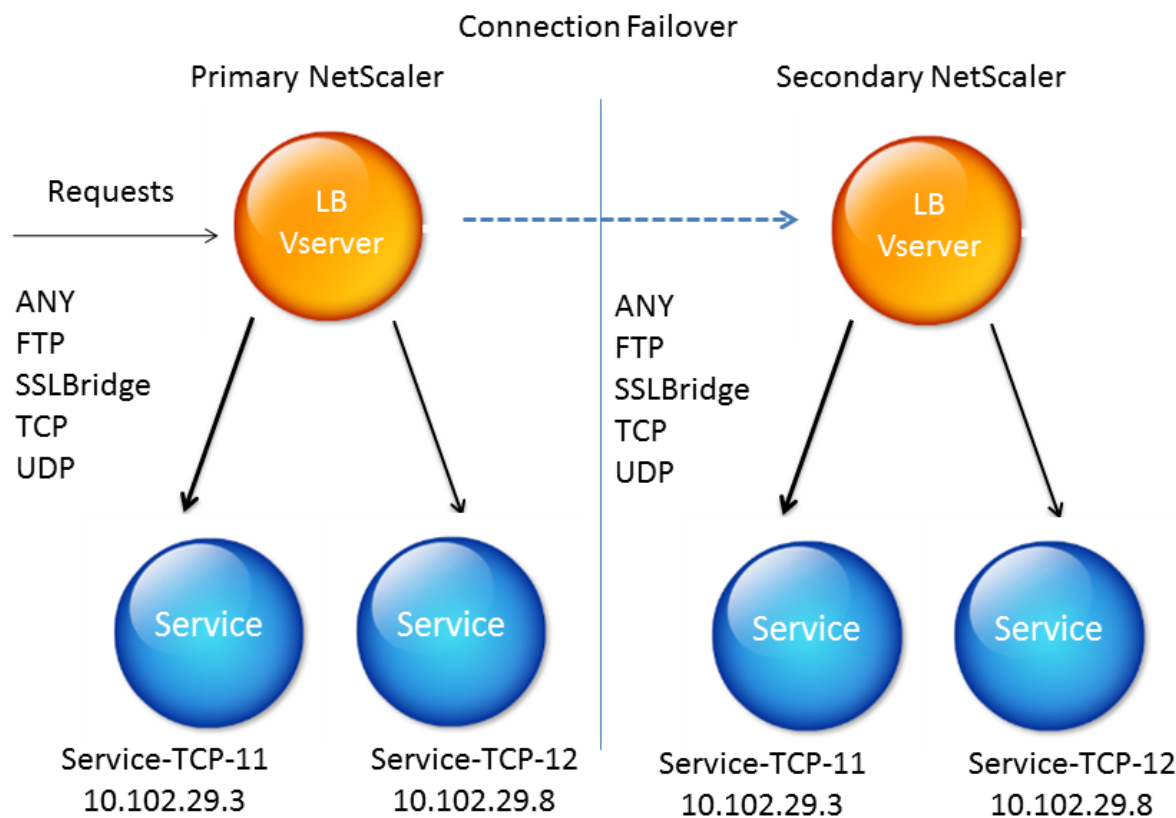 Connection Failover
Primary NetScaler
Secondary NetScaler
Requests
LB
Vserver
LB
Vserver
ANY
FTP
SSLBridge
TCP
UDP
ANY
FTP
SSLBridge
TCP
UDP
Service
Service
Service
Service
Service-TCP-11
10.102.29.3
Service-TCP-12
10.102.29.8
Service-TCP-11
10.102.29.3
Service-TCP-12
10.102.29.8